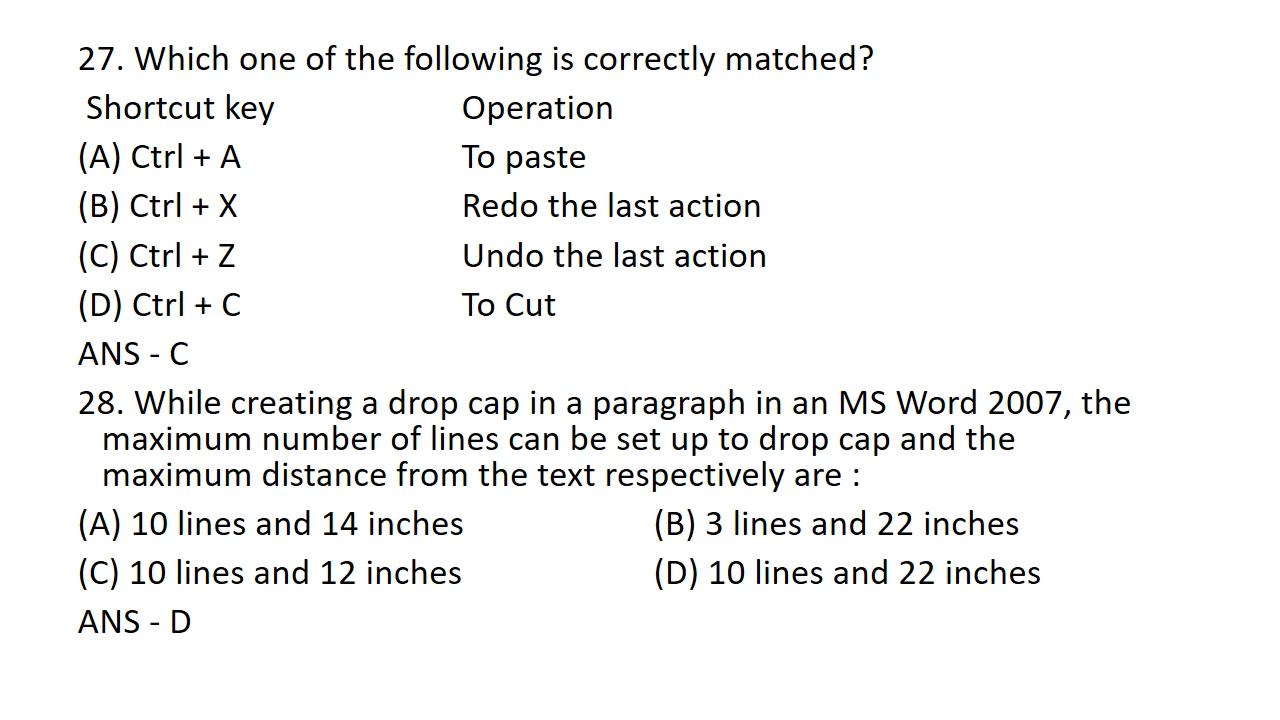 27. Which one of the following is correctly matched?
Shortcut key Operation
(A) Ctrl + A To paste
(B) Ctrl + X Redo the last action
(C) Ctrl + Z Undo the last action
(D) Ctrl + C To Cut
ANS - C
28. While creating a drop cap in a paragraph in an MS Word 2007, the
maximum number of lines can be set up to drop cap and the
maximum distance from the text respectively are :
(A) 10 lines and 14 inches (B) 3 lines and 22 inches
(C) 10 lines and 12 inches (D) 10 lines and 22 inches
ANS - D